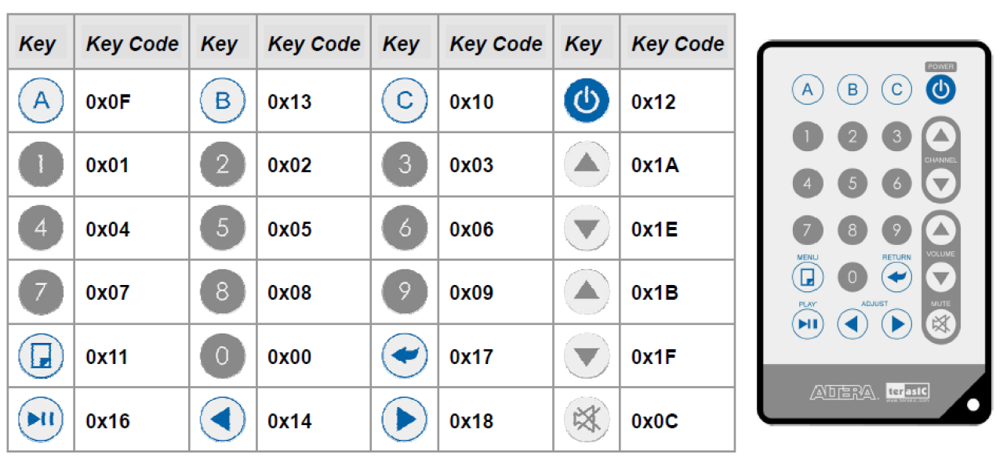 Key Key Code Key Key Code Key Key Code Key Key Code
A 0x0F B 0x13 C 0x10 0x12
1 0x01 2 0x02 3 0x03 0x1A
4 0x04 5 0x05 6 0x06 0x1E
7 0x07 8 0x08 9 0x09 0x1B
0x11 0 0x00 0x17 0x1F
0x16 0x14 0x18 0x0C
POWER
A B C
1 2 3
CHANNEL
4 5 6
7 8 9
MENU RETURN VOLUME
0
PLAY ADJUST MUTE
ALTERA. terasIC
www.terasic.com